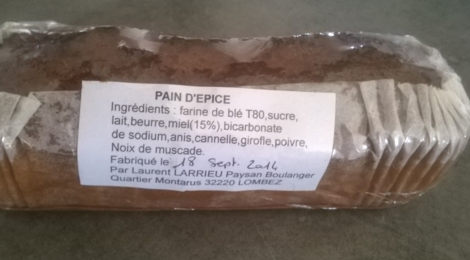 PAIN D'EPICE
Ingrédients : farine de blé T80,sucre,
lait,beurre,miel(15%),bicarbonate
de sodium,anis,cannelle,girofle,poivre,
Noix de muscade.
Fabriqué le 18 Sept. 2014
Par Laurent LARRIEU Paysan Boulanger
Quartier Montarus 32220 LOMBEZ